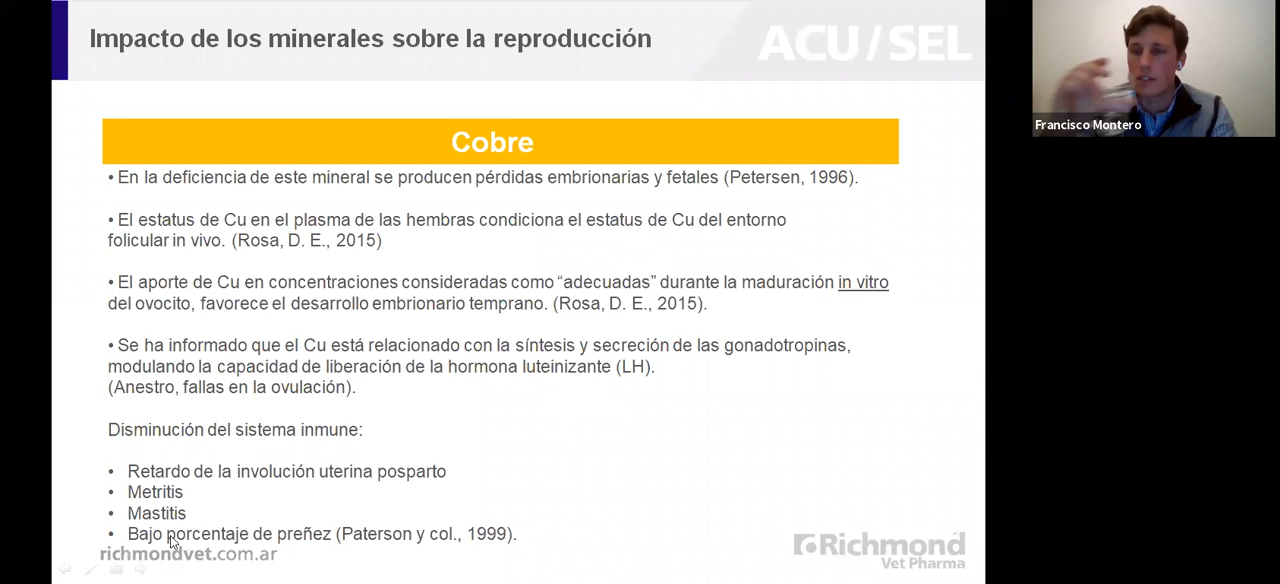 Impacto de los minerales sobre la reproducción
ACU/SEL
Francisco Montero
Cobre
• En la deficiencia de este mineral se producen pérdidas embrionarias y fetales (Petersen, 1996).
• El estatus de Cu en el plasma de las hembras condiciona el estatus de Cu del entorno
folicular in vivo. (Rosa, D. E., 2015)
• El aporte de Cu en concentraciones consideradas como “adecuadas” durante la maduración in vitro
del ovocito, favorece el desarrollo embrionario temprano. (Rosa, D. E., 2015).
• Se ha informado que el Cu está relacionado con la síntesis y secreción de las gonadotropinas,
modulando la capacidad de liberación de la hormona luteinizante (LH).
(Anestro, fallas en la ovulación).
Disminución del sistema inmune:
• Retardo de la involución uterina posparto
• Metritis
• Mastitis
• Bajo porcentaje de preñez (Paterson y col., 1999).
richmondvet.com.ar
Richmond
Vet Pharma